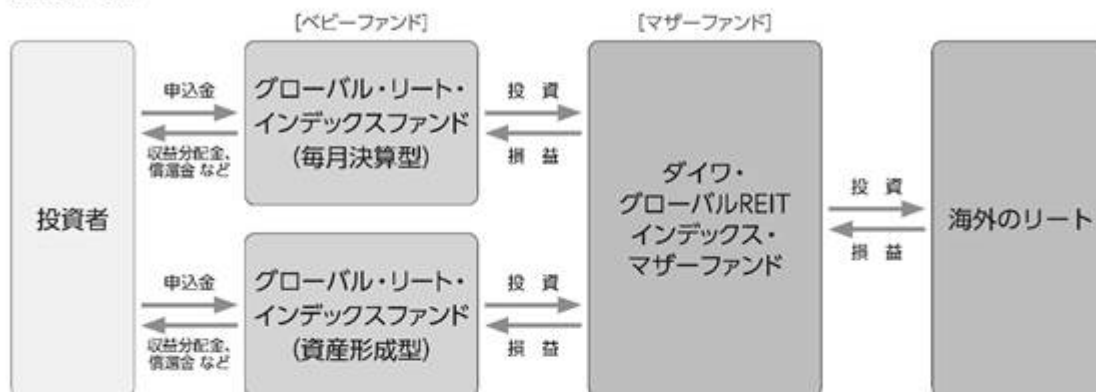 [ベビーファンド]
[マザーファンド]
投資者
申込金
収益分配金、
償還金 など
グローバル・リート・
インデックスファンド
(毎月決算型)
投 資
損 益
申込金
収益分配金、
償還金 など
グローバル・リート・
インデックスファンド
(資産形成型)
投 資
損 益
ダイワ・
グローバルREIT
インデックス・
マザーファンド
投 資
損 益
海外のリート